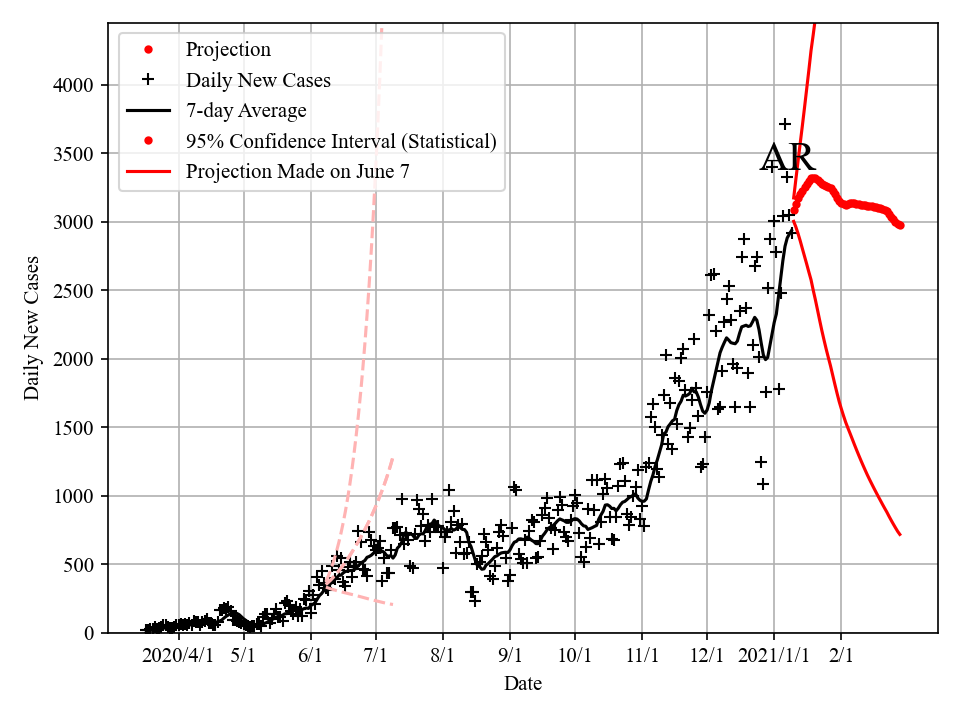 Projection
Daily New Cases
7-day Average
95% Confidence Interval (Statistical)
Projection Made on June 7
AR
4000
3500
3000
2500
2000
1500
1000
500
0
Daily New Cases
2020/4/1 5/1 6/1 7/1 8/1 9/1 10/1 11/1 12/1 2021/1/1 2/1
Date